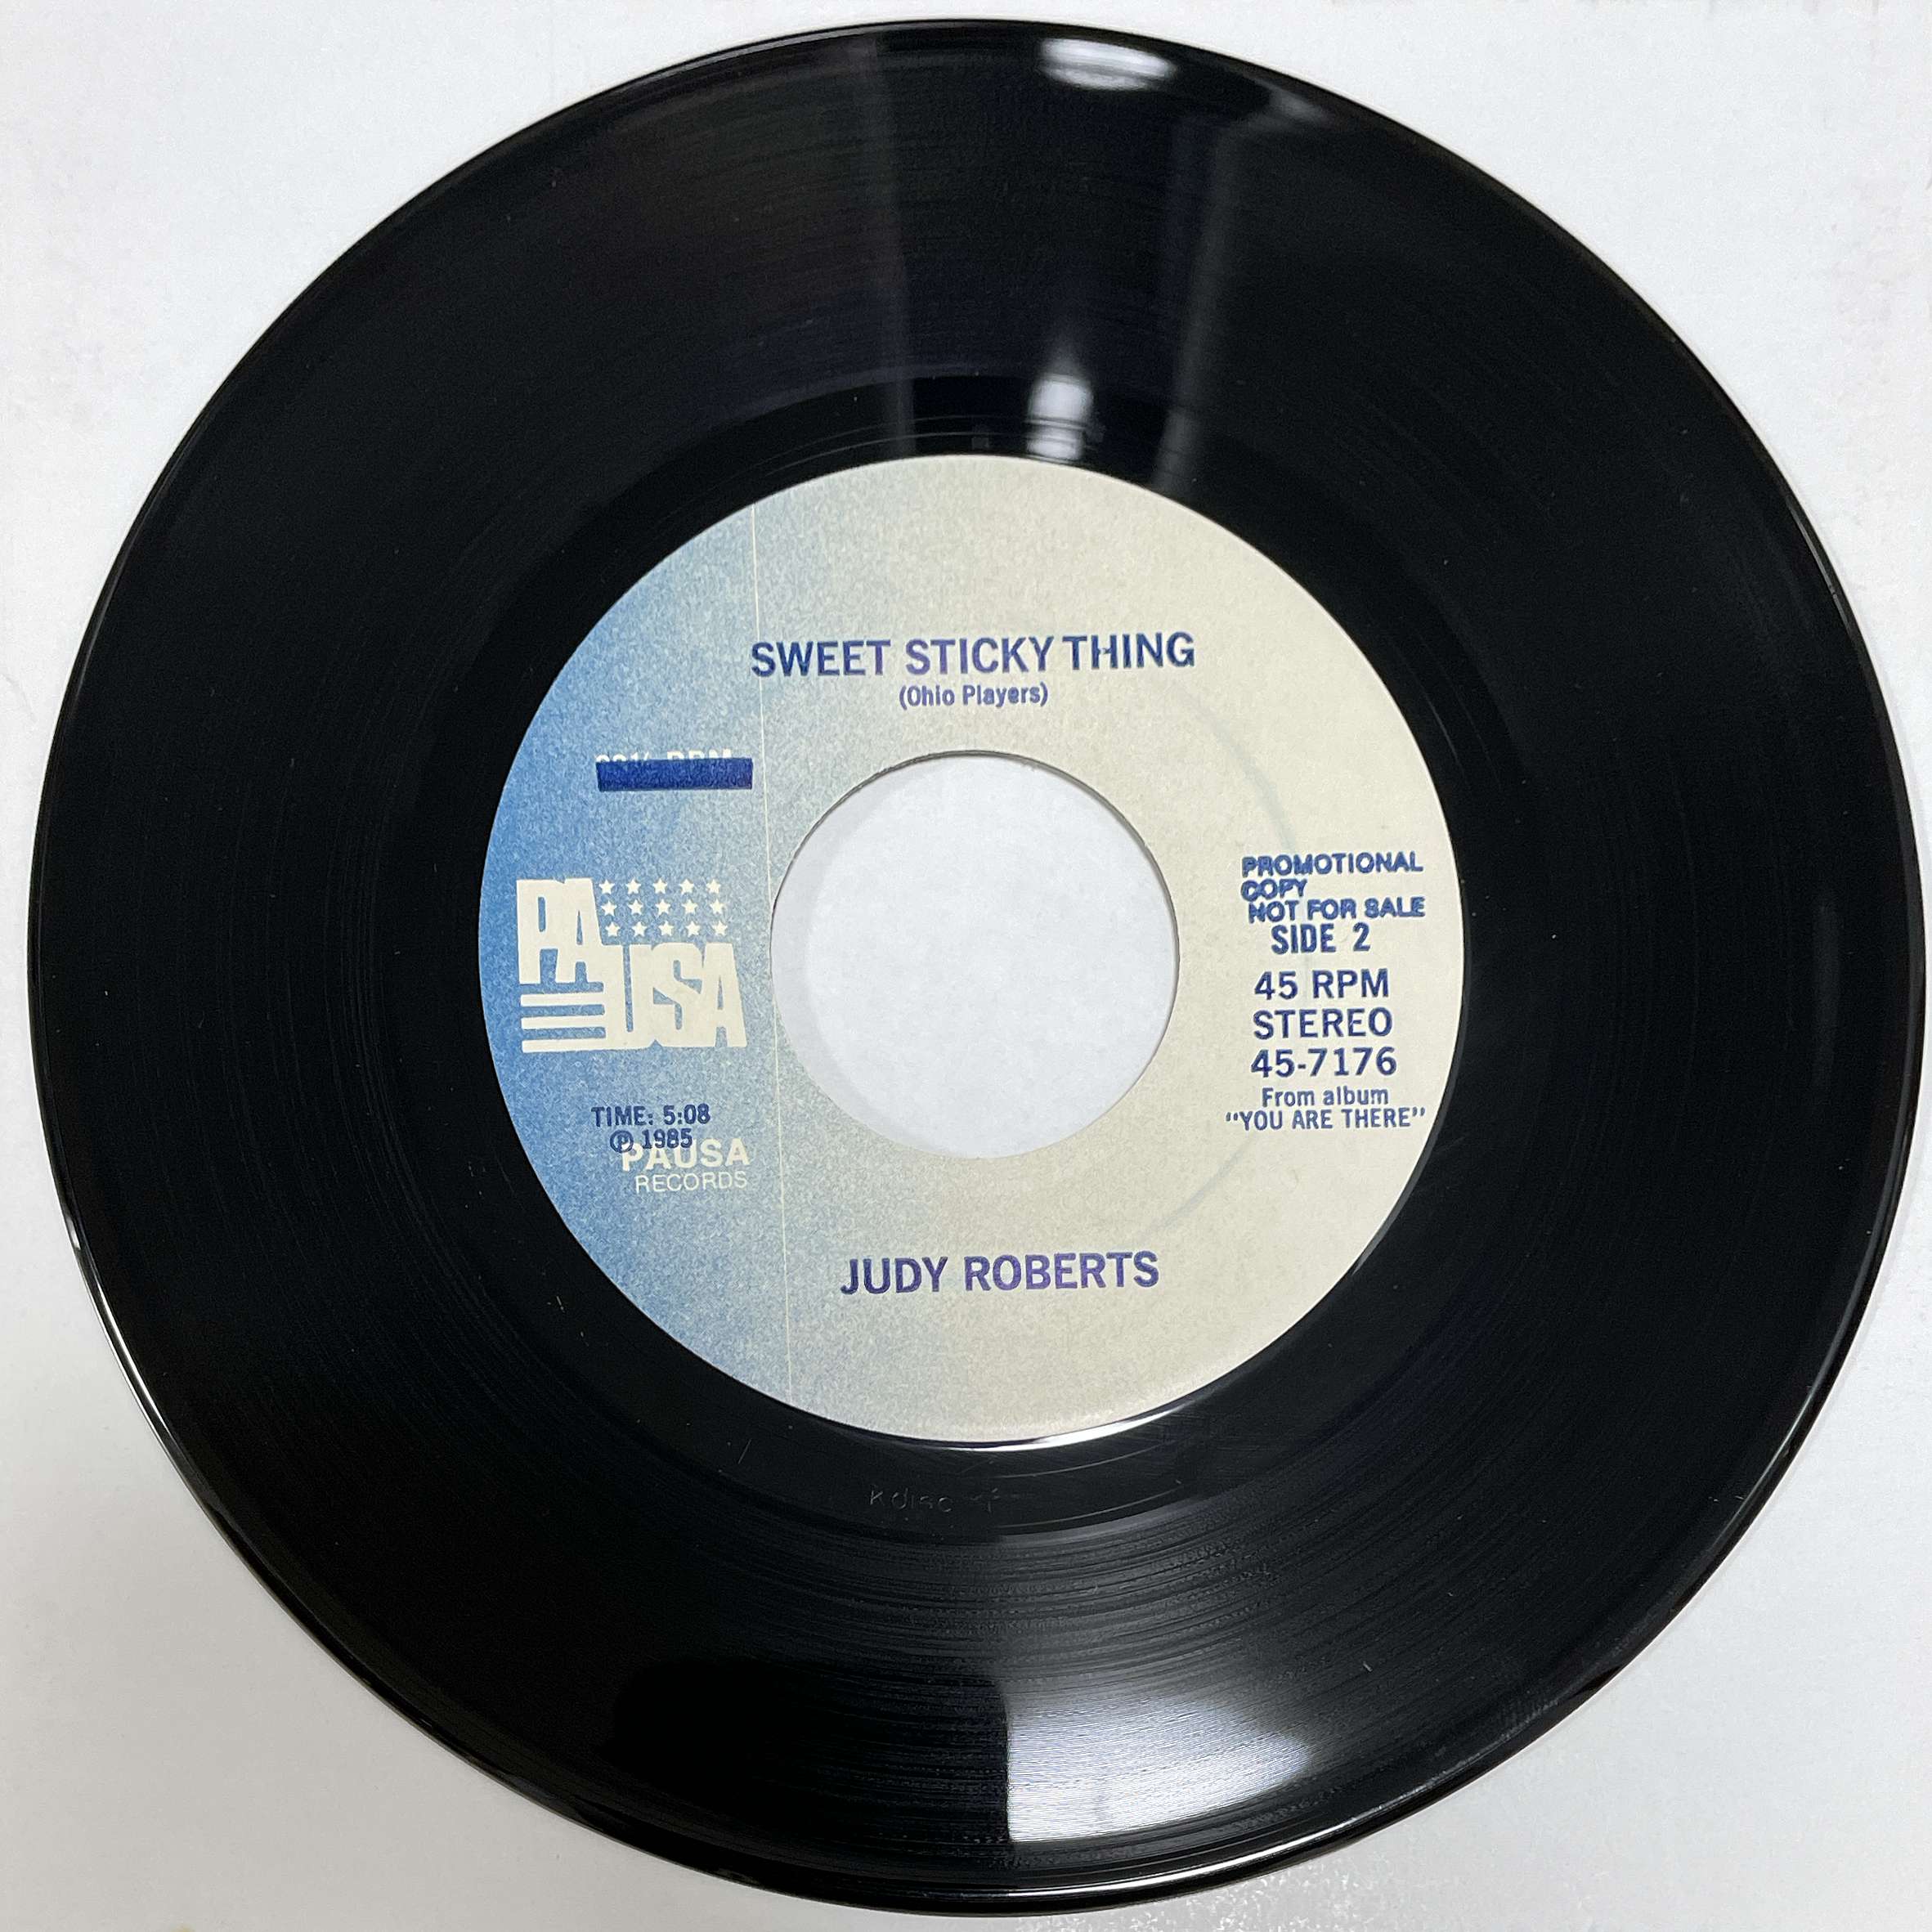 SWEET STICKY THING
(Ohio Players)
PA
USA
PROMOTIONAL
COPY
NOT FOR SALE
SIDE 2
45 RPM
STEREO
45-7176
From album
"YOU ARE THERE"
TIME: 5:08
℗ 1985
PAUSA
RECORDS
JUDY ROBERTS
Kdisc